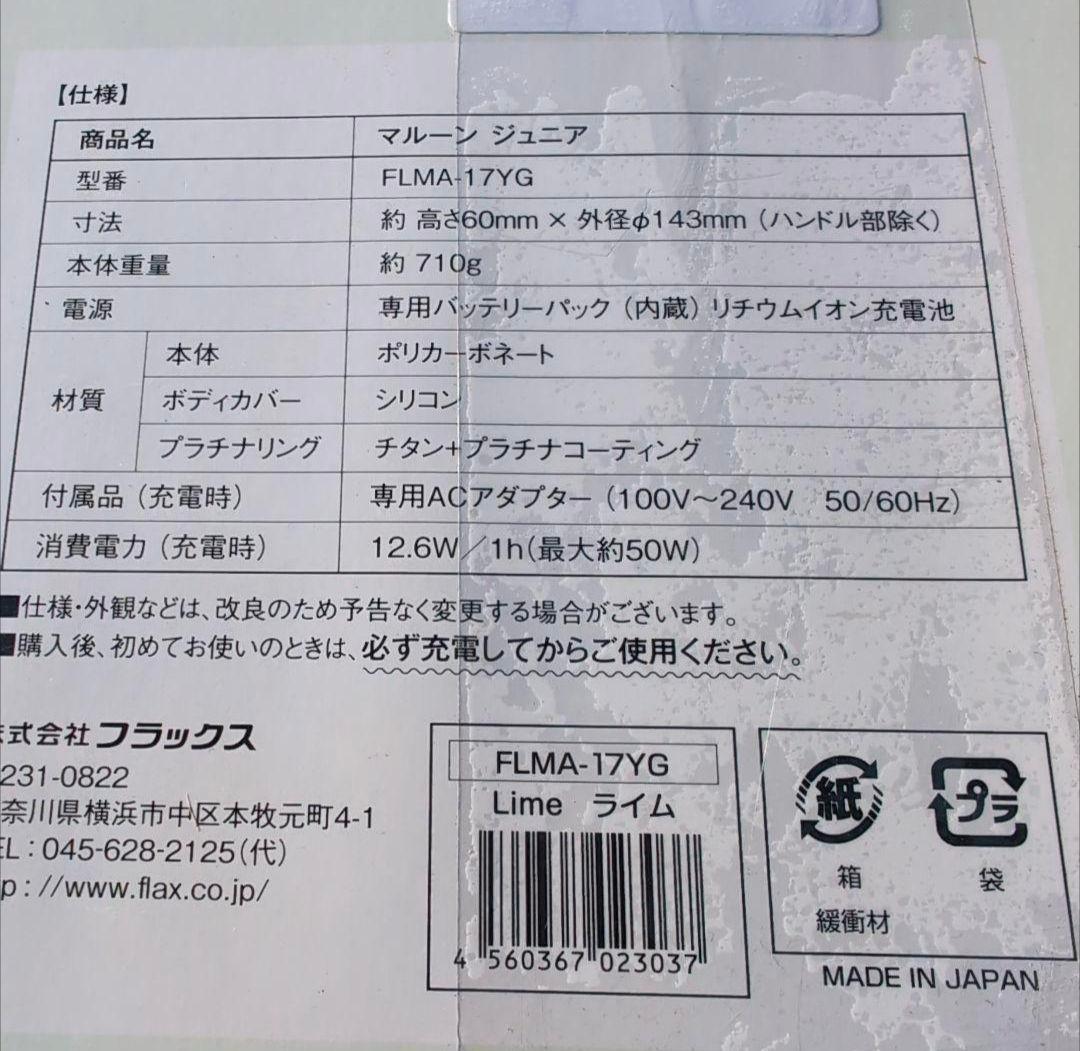 【仕様】
商品名 マルーン ジュニア
型番 FLMA-17YG
寸法 約 高さ60mm × 外径φ143mm（ハンドル部除く）
本体重量 約 710g
電源 専用バッテリーパック（内蔵）リチウムイオン充電池
材質 本体 ポリカーボネート
ボディカバー シリコン
プラチナリング チタン+プラチナコーティング
付属品（充電時） 専用ACアダプター（100V～240V 50/60Hz）
消費電力（充電時） 12.6W／1h（最大約50W）
■仕様・外観などは、改良のため予告なく変更する場合がございます。
■購入後、初めてお使いのときは、必ず充電してからご使用ください。
式会社 フラックス
231-0822
奈川県横浜市中区本牧元町4-1
EL：045-628-2125（代）
p：//www.flax.co.jp/
FLMA-17YG
Lime ライム
4 560367 023037
紙
箱
緩衝材
プラ
袋
MADE IN JAPAN